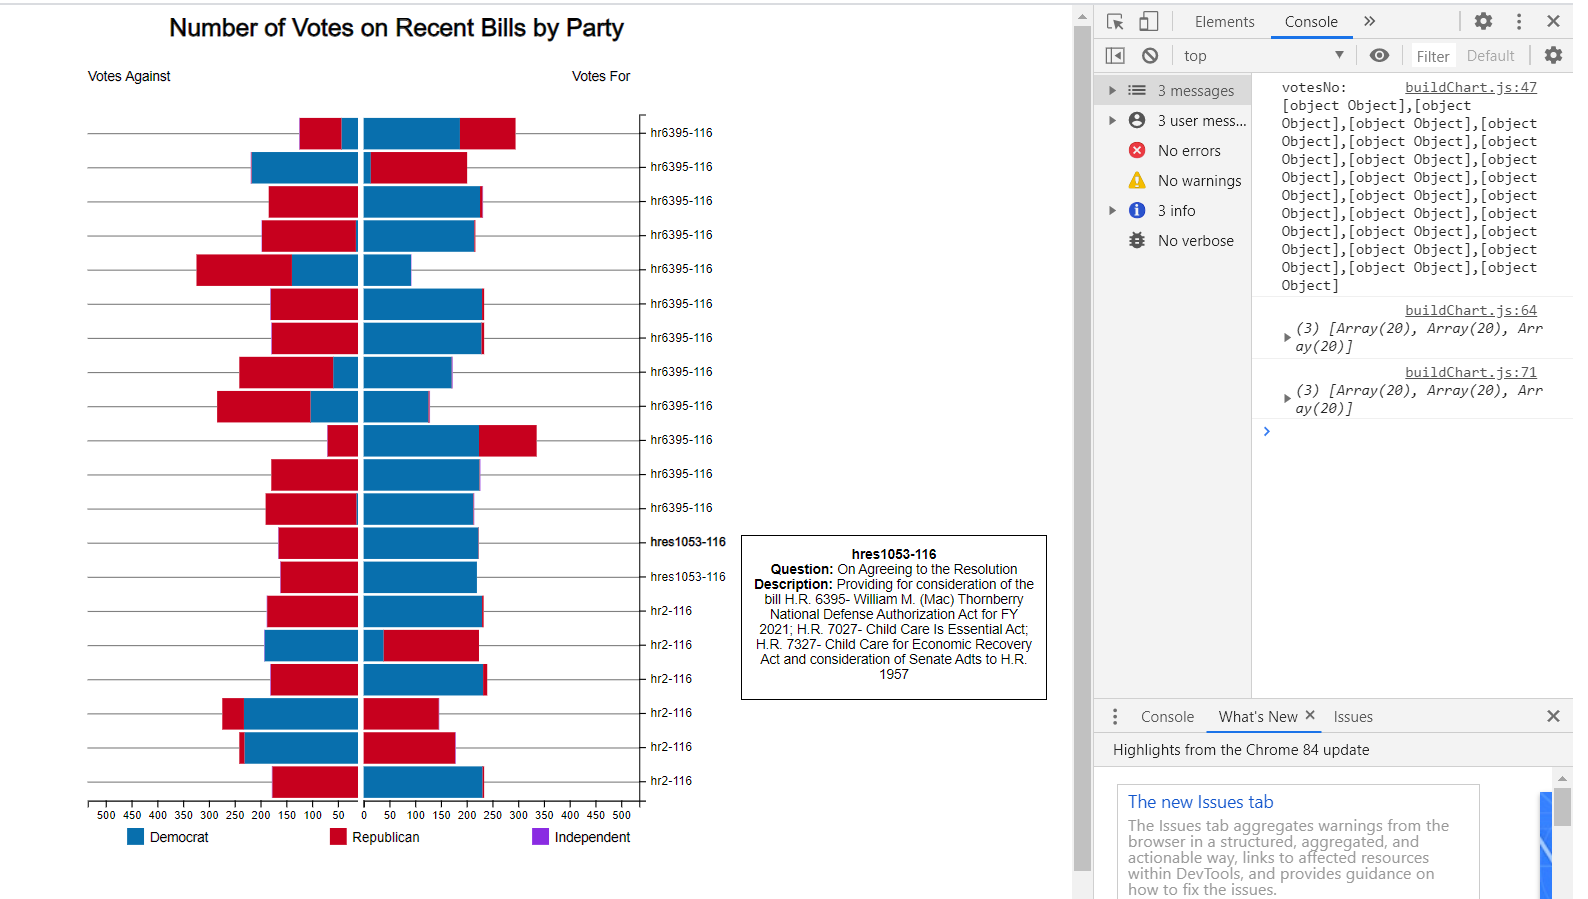 Number of Votes on Recent Bills by Party
Votes Against
Votes For
hr6395-116
hr6395-116
hr6395-116
hr6395-116
hr6395-116
hr6395-116
hr6395-116
hr6395-116
hr6395-116
hr6395-116
hr6395-116
hr6395-116
hres1053-116
hres1053-116
hr2-116
hr2-116
hr2-116
hr2-116
hr2-116
hr2-116
500 450 400 350 300 250 200 150 100 50 0 50 100 150 200 250 300 350 400 450 500
Democrat
Republican
Independent
hres1053-116
Question: On Agreeing to the Resolution
Description: Providing for consideration of the
bill H.R. 6395- William M. (Mac) Thornberry
National Defense Authorization Act for FY
2021; H.R. 7027- Child Care Is Essential Act;
H.R. 7327- Child Care for Economic Recovery
Act and consideration of Senate Adts to H.R.
1957
Elements
Console
top
Filter
Default
3 messages
3 user mess...
No errors
No warnings
3 info
No verbose
votesNo: buildChart.js:47
[object Object],[object
Object],[object Object],[object
Object],[object Object],[object
Object],[object Object],[object
Object],[object Object],[object
Object],[object Object],[object
Object],[object Object],[object
Object],[object Object],[object
Object],[object Object],[object
Object],[object Object],[object
Object]
buildChart.js:64
(3) [Array(20), Array(20), Arr
ay(20)]
buildChart.js:71
(3) [Array(20), Array(20), Arr
ay(20)]
Console
What's New
Issues
Highlights from the Chrome 84 update
The new Issues tab
The Issues tab aggregates warnings from the
browser in a structured, aggregated, and
actionable way, links to affected resources
within DevTools, and provides guidance on
how to fix the issues.